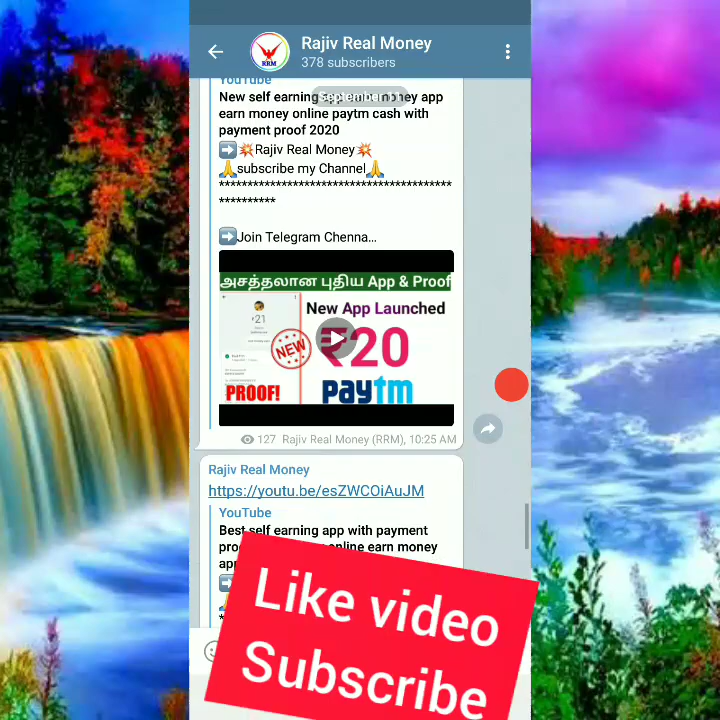 Rajiv Real Money
378 subscribers
RRM
YouTube
New self earning app
earn money online paytm cash with
payment proof 2020
➡️💥Rajiv Real Money💥
🙏subscribe my Channel🙏
*******************************************
**********
➡️Join Telegram Chenna…
அசத்தலான புதிய App & Proof
New App Launched
₹21
NEW
₹20
PROOF!
paytm
127 Rajiv Real Money (RRM), 10:25 AM
Rajiv Real Money
https://youtu.be/esZWCOiAuJM
YouTube
Best self earning app with payment
online earn money
Like video
Subscribe